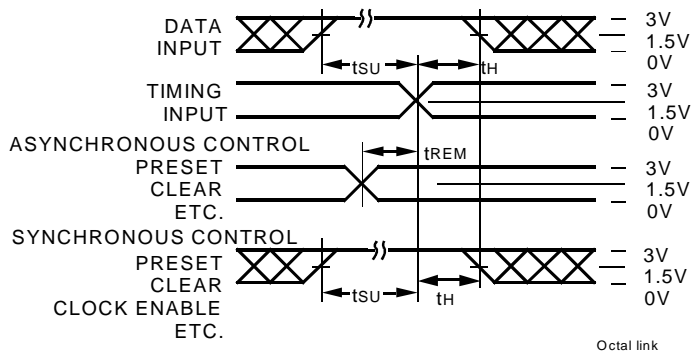 DATA
INPUT
tSU
tH
3V
1.5V
0V
TIMING
INPUT
3V
1.5V
0V
ASYNCHRONOUS CONTROL
PRESET
CLEAR
ETC.
tREM
3V
1.5V
0V
SYNCHRONOUS CONTROL
PRESET
CLEAR
CLOCK ENABLE
ETC.
tSU
tH
3V
1.5V
0V
Octal link